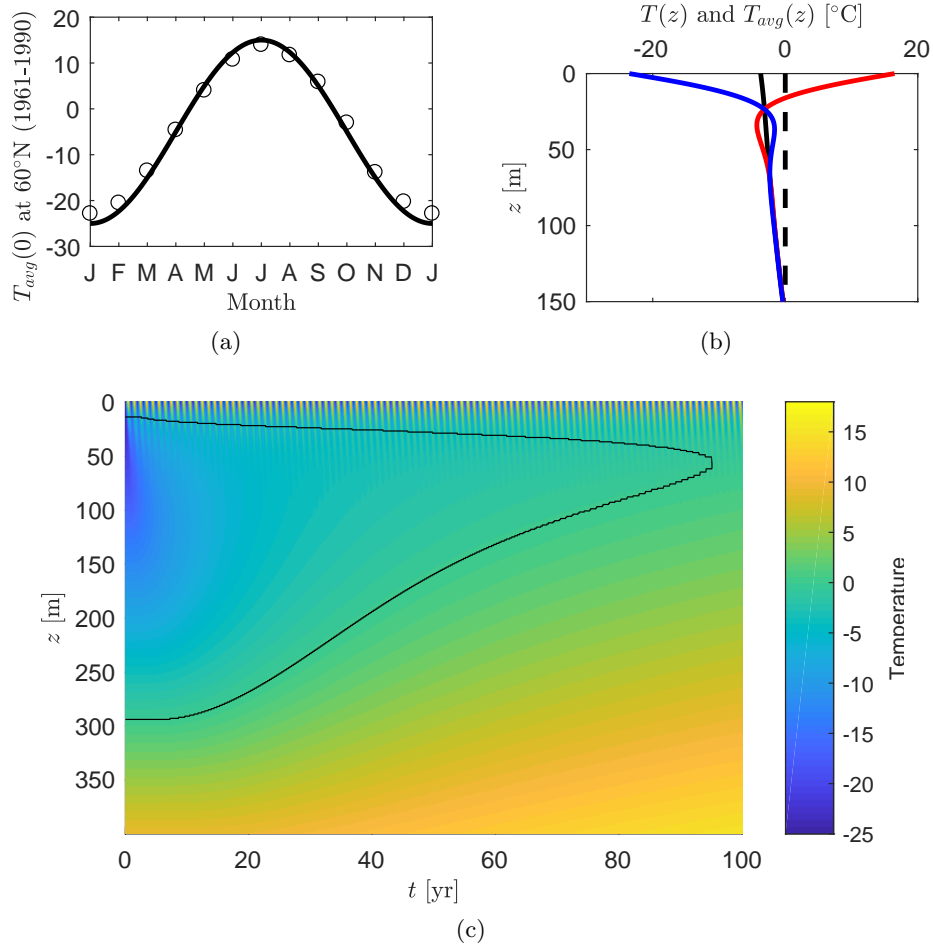 T_avg(0) at 60°N (1961-1990)
20
10
0
-10
-20
-30
J F M A M J J A S O N D J
Month
(a)
T(z) and T_avg(z) [°C]
-20 0 20
0
50
100
150
z [m]
(b)
0
50
100
150
200
250
300
350
z [m]
0 20 40 60 80 100
t [yr]
15
10
5
0
-5
-10
-15
-20
-25
Temperature
(c)